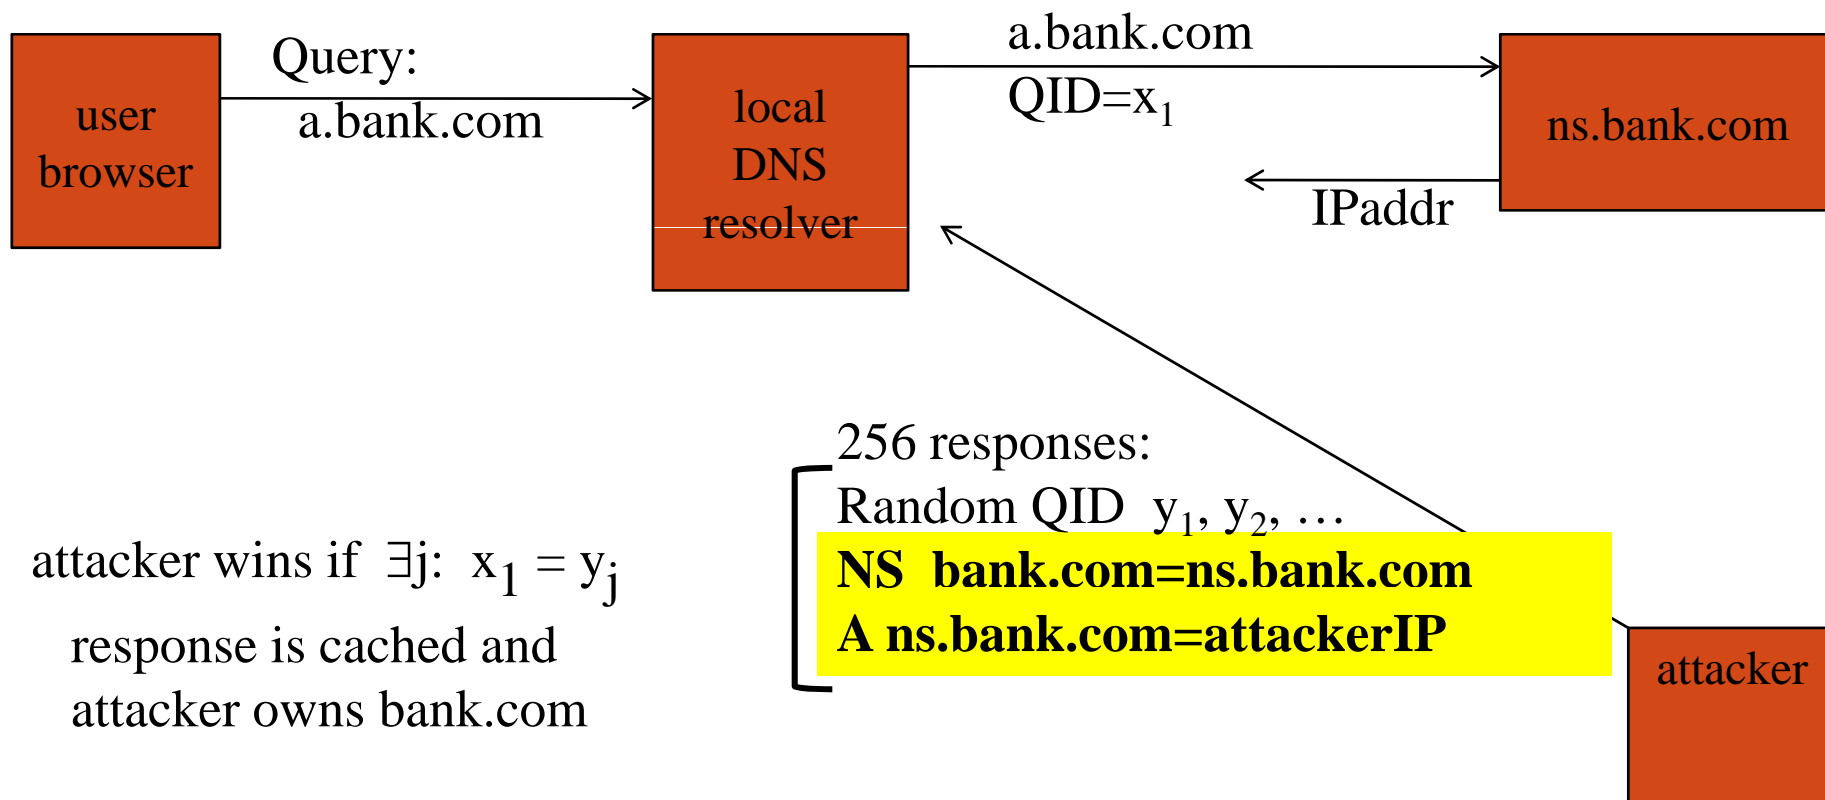 user
browser
Query:
a.bank.com
local
DNS
resolver
a.bank.com
QID=x₁
ns.bank.com
IPaddr
256 responses:
Random QID y₁, y₂, …
NS bank.com=ns.bank.com
A ns.bank.com=attackerIP
attacker wins if ∃j: x₁ = yⱼ
response is cached and
attacker owns bank.com
attacker